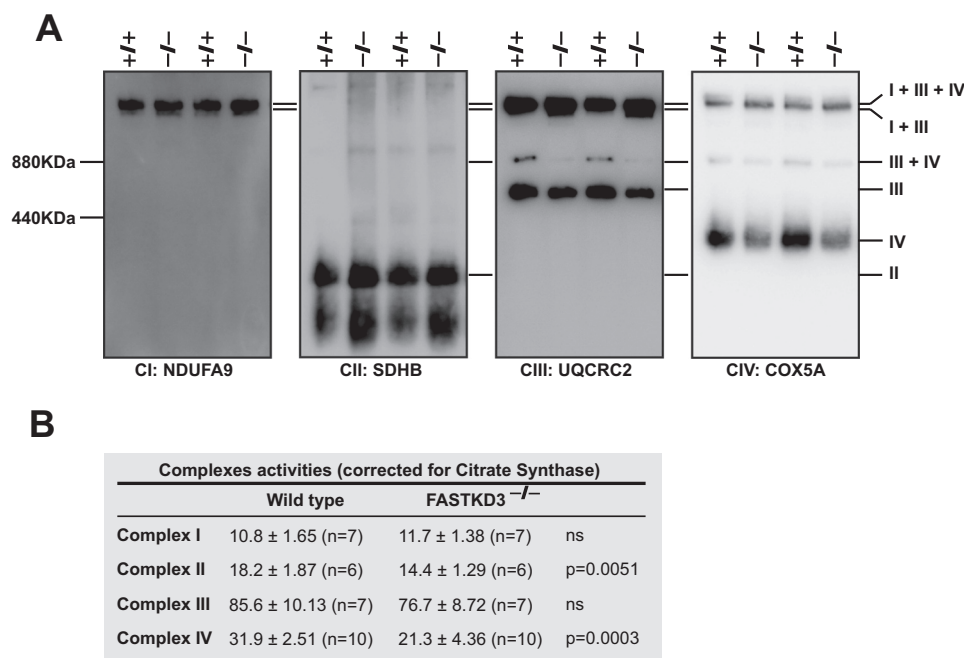 A
+/+ –/– +/+ –/– +/+ –/– +/+ –/– +/+ –/– +/+ –/– +/+ –/– +/+ –/–
I + III + IV
I + III
880KDa
III + IV
III
440KDa
IV
II
CI: NDUFA9 CII: SDHB CIII: UQCRC2 CIV: COX5A
B
Complexes activities (corrected for Citrate Synthase)
Wild type FASTKD3 –/–
Complex I 10.8 ± 1.65 (n=7) 11.7 ± 1.38 (n=7) ns
Complex II 18.2 ± 1.87 (n=6) 14.4 ± 1.29 (n=6) p=0.0051
Complex III 85.6 ± 10.13 (n=7) 76.7 ± 8.72 (n=7) ns
Complex IV 31.9 ± 2.51 (n=10) 21.3 ± 4.36 (n=10) p=0.0003